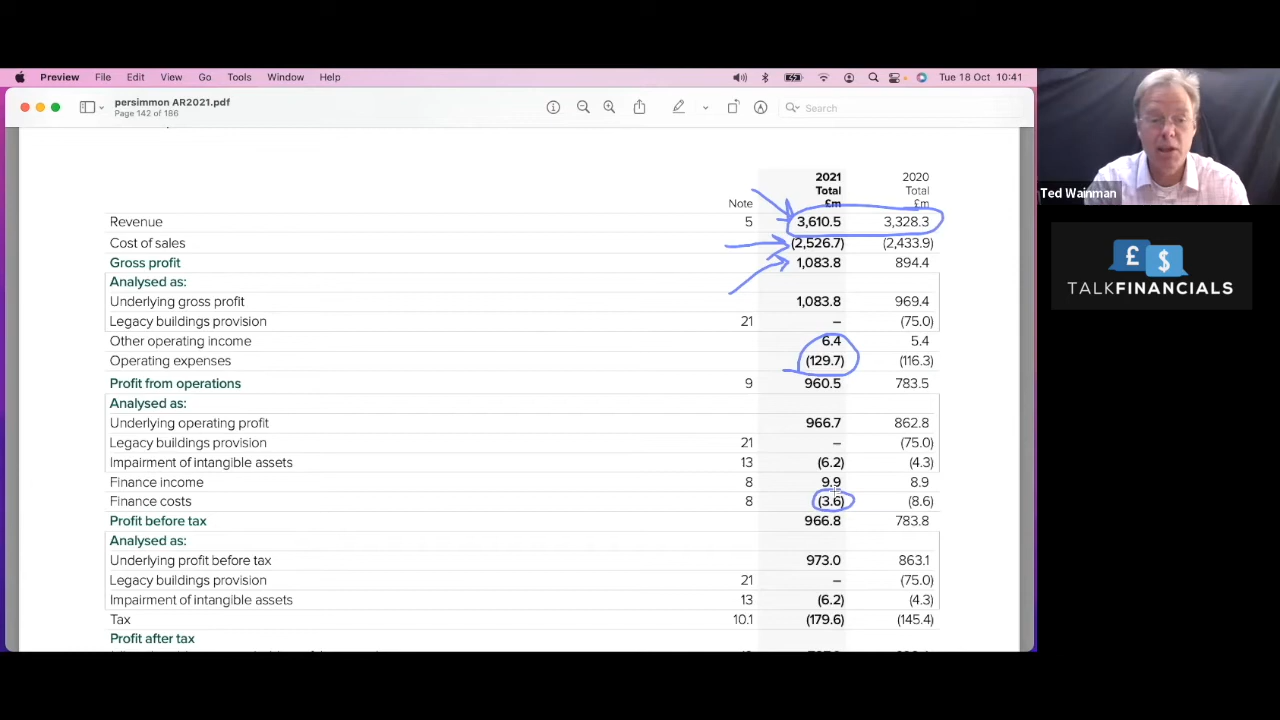 Preview File Edit View Go Tools Window Help Tue 18 Oct 10:41
persimmon AR2021.pdf
Page 142 of 186
Search
2021 2020
Total Total
Note £m £m
Revenue 5 3,610.5 3,328.3
Cost of sales (2,526.7) (2,433.9)
Gross profit 1,083.8 894.4
Analysed as:
Underlying gross profit 1,083.8 969.4
Legacy buildings provision 21 – (75.0)
Other operating income 6.4 5.4
Operating expenses (129.7) (116.3)
Profit from operations 9 960.5 783.5
Analysed as:
Underlying operating profit 966.7 862.8
Legacy buildings provision 21 – (75.0)
Impairment of intangible assets 13 (6.2) (4.3)
Finance income 8 9.9 8.9
Finance costs 8 (3.6) (8.6)
Profit before tax 966.8 783.8
Analysed as:
Underlying profit before tax 973.0 863.1
Legacy buildings provision 21 – (75.0)
Impairment of intangible assets 13 (6.2) (4.3)
Tax 10.1 (179.6) (145.4)
Profit after tax
Ted Wainman
£ $
TALKFINANCIALS